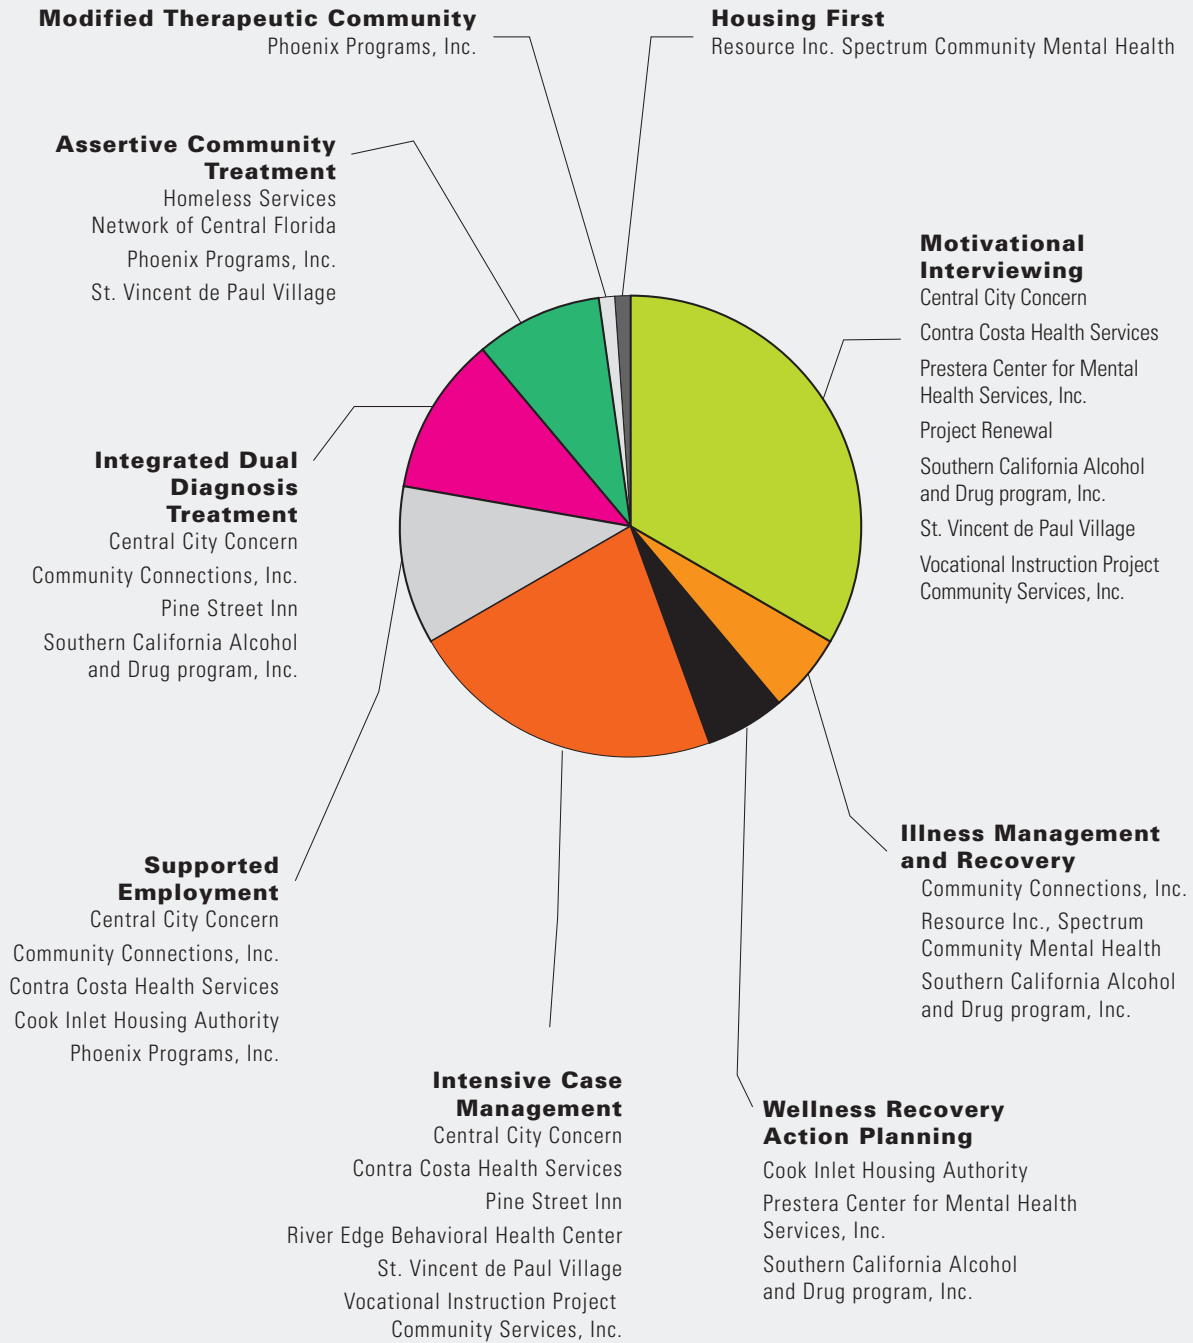 Modified Therapeutic Community
Phoenix Programs, Inc.
Housing First
Resource Inc. Spectrum Community Mental Health
Assertive Community
Treatment
Homeless Services
Network of Central Florida
Phoenix Programs, Inc.
St. Vincent de Paul Village
Motivational
Interviewing
Central City Concern
Contra Costa Health Services
Prestera Center for Mental
Health Services, Inc.
Project Renewal
Southern California Alcohol
and Drug program, Inc.
St. Vincent de Paul Village
Vocational Instruction Project
Community Services, Inc.
Integrated Dual
Diagnosis
Treatment
Central City Concern
Community Connections, Inc.
Pine Street Inn
Southern California Alcohol
and Drug program, Inc.
Supported
Employment
Central City Concern
Community Connections, Inc.
Contra Costa Health Services
Cook Inlet Housing Authority
Phoenix Programs, Inc.
Illness Management
and Recovery
Community Connections, Inc.
Resource Inc., Spectrum
Community Mental Health
Southern California Alcohol
and Drug program, Inc.
Intensive Case
Management
Central City Concern
Contra Costa Health Services
Pine Street Inn
River Edge Behavioral Health Center
St. Vincent de Paul Village
Vocational Instruction Project
Community Services, Inc.
Wellness Recovery
Action Planning
Cook Inlet Housing Authority
Prestera Center for Mental Health
Services, Inc.
Southern California Alcohol
and Drug program, Inc.